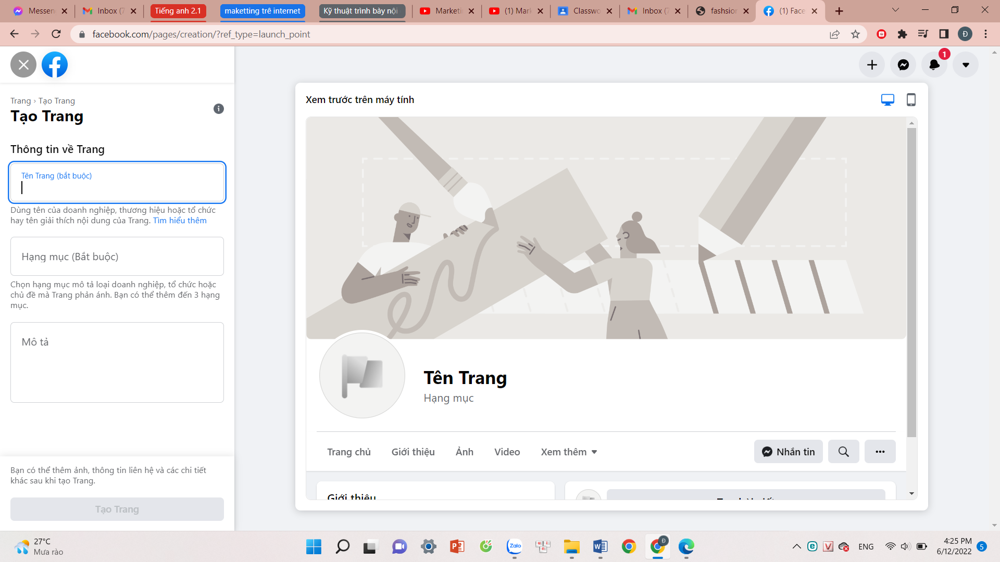 Messen
Inbox (7
Tiếng anh 2.1
maketting trê internet
Kỹ thuật trình bày nội
Marketi
(1) Mark
Classwo
Inbox (7
fashsion
(1) Face
facebook.com/pages/creation/?ref_type=launch_point
Đ
1
Trang › Tạo Trang
Tạo Trang
Thông tin về Trang
Tên Trang (bắt buộc)
Dùng tên của doanh nghiệp, thương hiệu hoặc tổ chức
hay tên giải thích nội dung của Trang. Tìm hiểu thêm
Hạng mục (Bắt buộc)
Chọn hạng mục mô tả loại doanh nghiệp, tổ chức hoặc
chủ đề mà Trang phản ánh. Bạn có thể thêm đến 3 hạng
mục.
Mô tả
Bạn có thể thêm ảnh, thông tin liên hệ và các chi tiết
khác sau khi tạo Trang.
Tạo Trang
Xem trước trên máy tính
Tên Trang
Hạng mục
Trang chủ
Giới thiệu
Ảnh
Video
Xem thêm
Nhắn tin
Giới thiệu
27°C
Mưa rào
Zalo
ENG
4:25 PM
6/12/2022
5